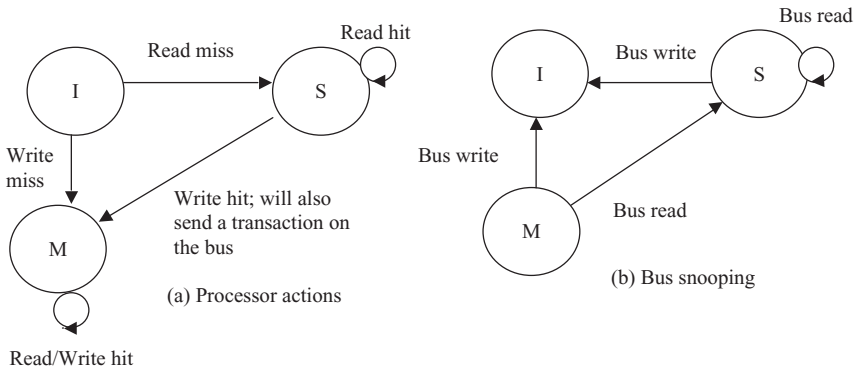 Read miss
Read hit
I
S
Write
miss
Write hit; will also
send a transaction on
the bus
M
(a) Processor actions
Read/Write hit
Bus read
Bus write
I
S
Bus write
Bus read
M
(b) Bus snooping